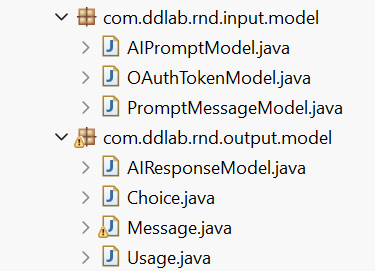 com.ddlab.rnd.input.model
AIPromptModel.java
OAuthTokenModel.java
PromptMessageModel.java
com.ddlab.rnd.output.model
AIResponseModel.java
Choice.java
Message.java
Usage.java